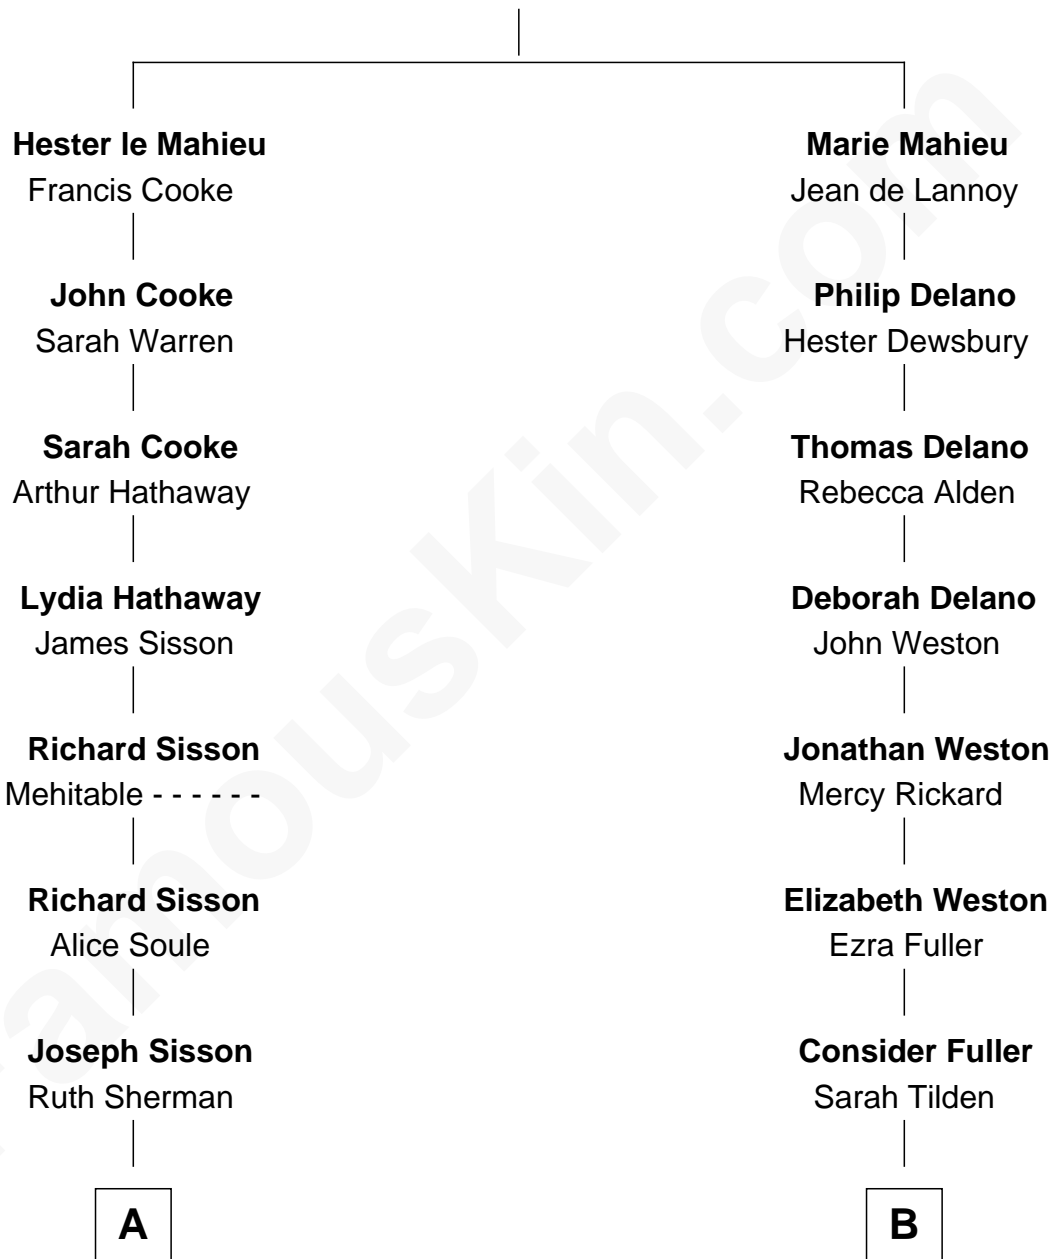 Hester le Mahieu
Francis Cooke
Marie Mahieu
Jean de Lannoy
John Cooke
Sarah Warren
Philip Delano
Hester Dewsbury
Sarah Cooke
Arthur Hathaway
Thomas Delano
Rebecca Alden
Lydia Hathaway
James Sisson
Deborah Delano
John Weston
Richard Sisson
Mehitable - - - - - -
Jonathan Weston
Mercy Rickard
Richard Sisson
Alice Soule
Elizabeth Weston
Ezra Fuller
Joseph Sisson
Ruth Sherman
Consider Fuller
Sarah Tilden
A
B
FamousKin.com